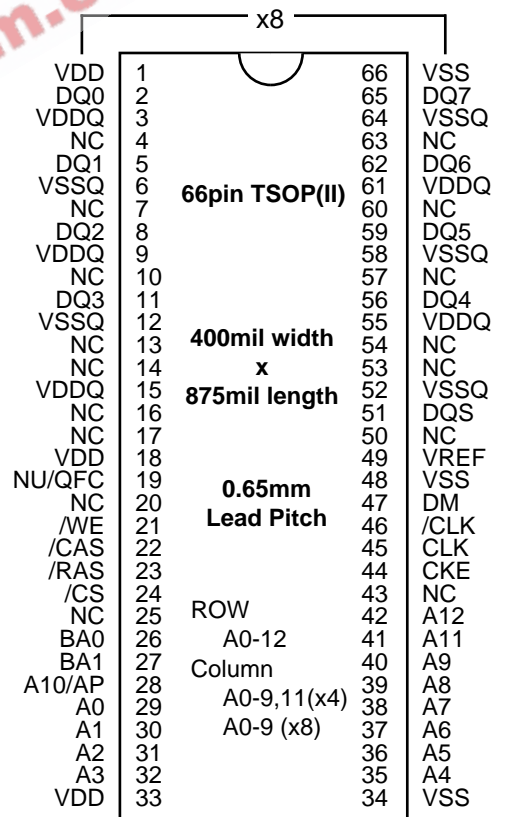 m.
x8
VDD 1 66 VSS
DQ0 2 65 DQ7
VDDQ 3 64 VSSQ
NC 4 63 NC
DQ1 5 62 DQ6
VSSQ 6 66pin TSOP(II) 61 VDDQ
NC 7 60 NC
DQ2 8 59 DQ5
VDDQ 9 58 VSSQ
NC 10 57 NC
DQ3 11 56 DQ4
VSSQ 12 55 VDDQ
NC 13 400mil width 54 NC
NC 14 x 53 NC
VDDQ 15 875mil length 52 VSSQ
NC 16 51 DQS
NC 17 50 NC
VDD 18 49 VREF
NU/QFC 19 0.65mm 48 VSS
NC 20 Lead Pitch 47 DM
/WE 21 46 /CLK
/CAS 22 45 CLK
/RAS 23 44 CKE
/CS 24 43 NC
NC 25 ROW 42 A12
BA0 26 A0-12 41 A11
BA1 27 Column 40 A9
A10/AP 28 A0-9,11(x4) 39 A8
A0 29 38 A7
A1 30 A0-9 (x8) 37 A6
A2 31 36 A5
A3 32 35 A4
VDD 33 34 VSS